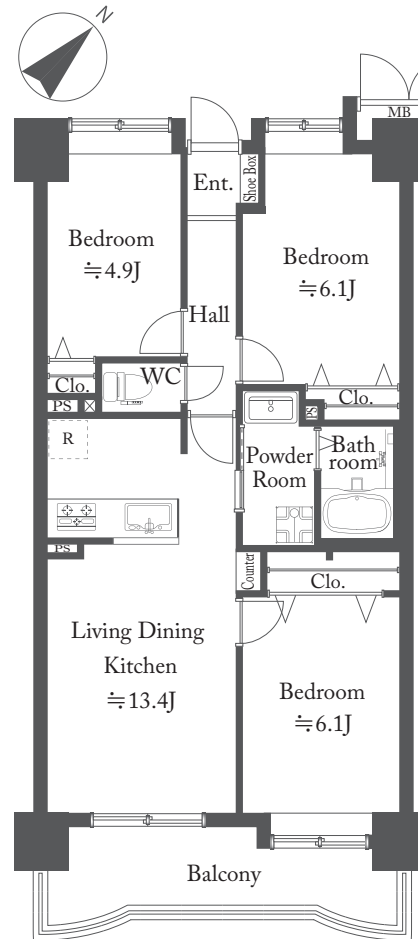 N
MB
Ent.
Shoe Box
Bedroom
≒4.9J
Bedroom
≒6.1J
Hall
Clo.
WC
Clo.
PS
PS
R
Powder
Room
Bath
room
PS
Counter
Clo.
Living Dining
Kitchen
≒13.4J
Bedroom
≒6.1J
Balcony